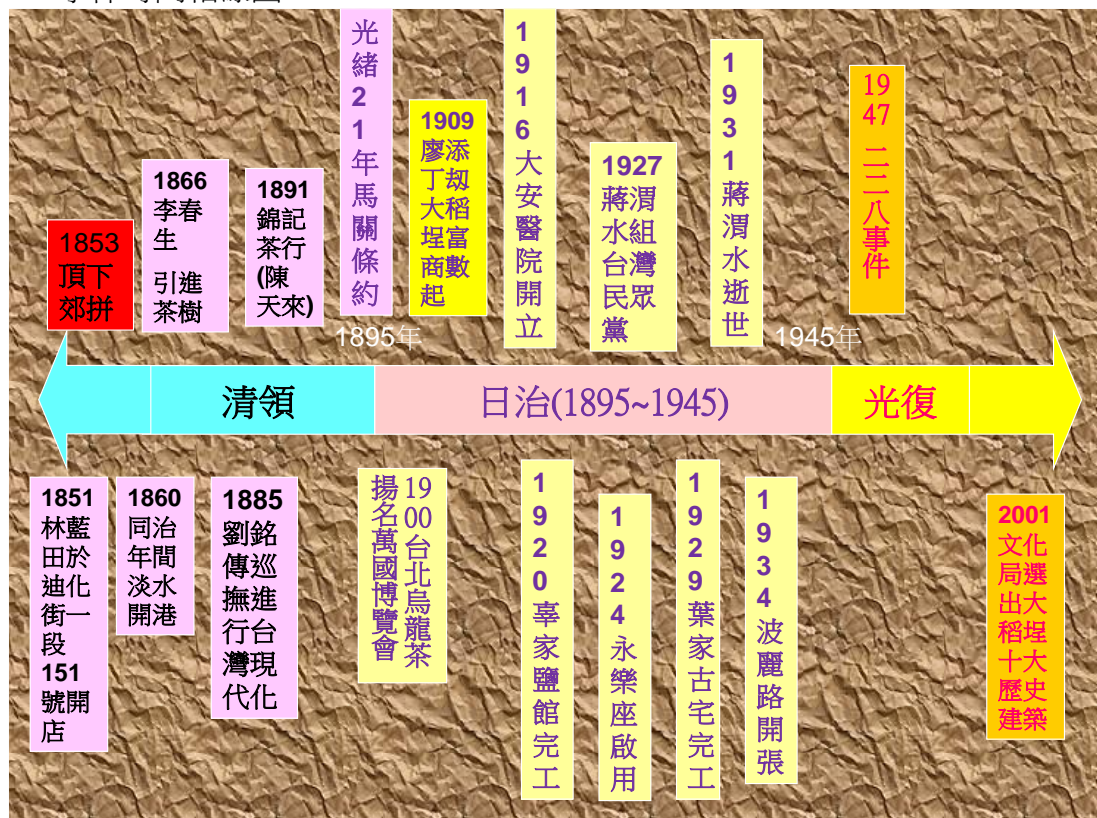 1853
頂下
郊拼
1866
李春
生
引進
茶樹
1891
錦記
茶行
(陳
天來)
光緒21年馬關條約
1909
廖添
丁劫
大稻
埕富
商數
起
1916大安醫院開立
1927
蔣渭
水組
台灣
民眾
黨
1931蔣渭水逝世
1947 二二八事件
1895年
1945年
清領
日治(1895~1945)
光復
1851
林藍
田於
迪化
街一
段
151
號開
店
1860
同治
年間
淡水
開港
1885
劉銘
傳巡
撫進
行台
灣現
代化
1900台北烏龍茶
揚名萬國博覽會
1920辜家鹽館完工
1924永樂座啟用
1929葉家古宅完工
1934波麗路開張
2001
文化
局選
出大
稻埕
十大
歷史
建築